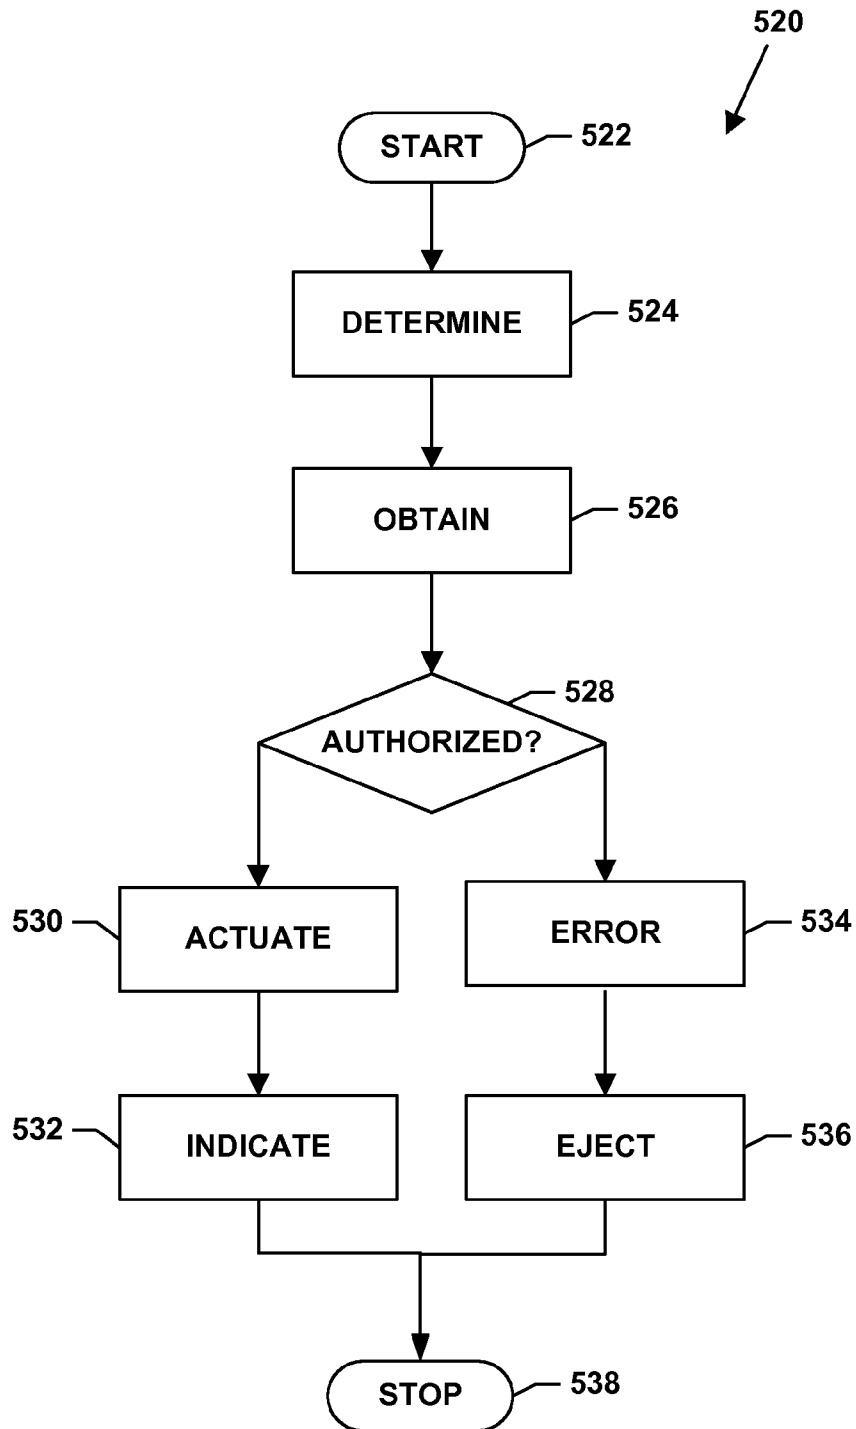 520
START 522
DETERMINE 524
OBTAIN 526
528
AUTHORIZED?
530 ACTUATE
ERROR 534
532 INDICATE
EJECT 536
STOP 538